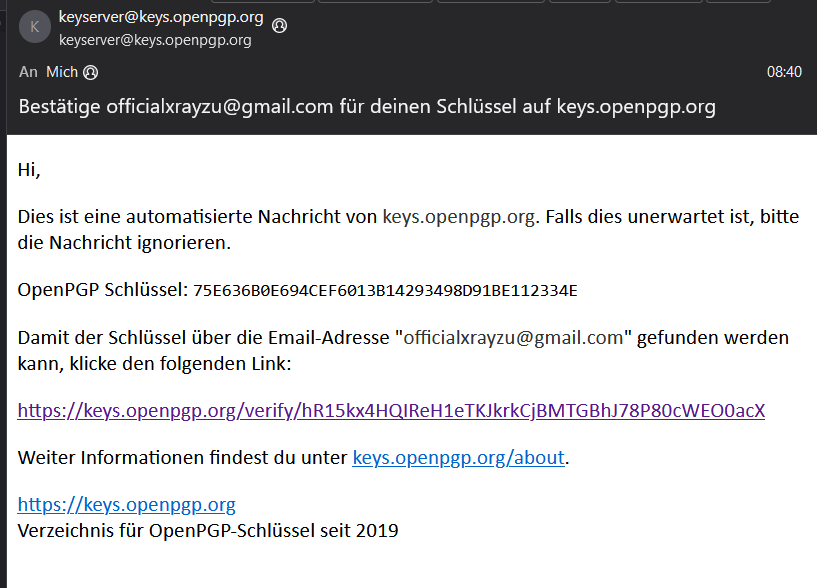 K
keyserver@keys.openpgp.org
keyserver@keys.openpgp.org
An Mich
08:40
Bestätige officialxrayzu@gmail.com für deinen Schlüssel auf keys.openpgp.org
Hi,
Dies ist eine automatisierte Nachricht von keys.openpgp.org. Falls dies unerwartet ist, bitte
die Nachricht ignorieren.
OpenPGP Schlüssel: 75E636B0E694CEF6013B14293498D91BE112334E
Damit der Schlüssel über die Email-Adresse "officialxrayzu@gmail.com" gefunden werden
kann, klicke den folgenden Link:
https://keys.openpgp.org/verify/hR15kx4HQIReH1eTKJkrkCjBMTGBhJ78P80cWEO0acX
Weiter Informationen findest du unter keys.openpgp.org/about.
https://keys.openpgp.org
Verzeichnis für OpenPGP-Schlüssel seit 2019